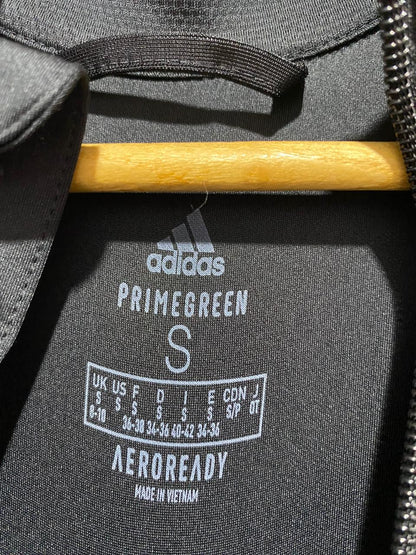 adidas
PRIMEGREEN
S
UK US F D I E CDN J
S S S S S S S/P OT
8-10 36-38 34-36 40-42 34-36
AEROREADY
MADE IN VIETNAM